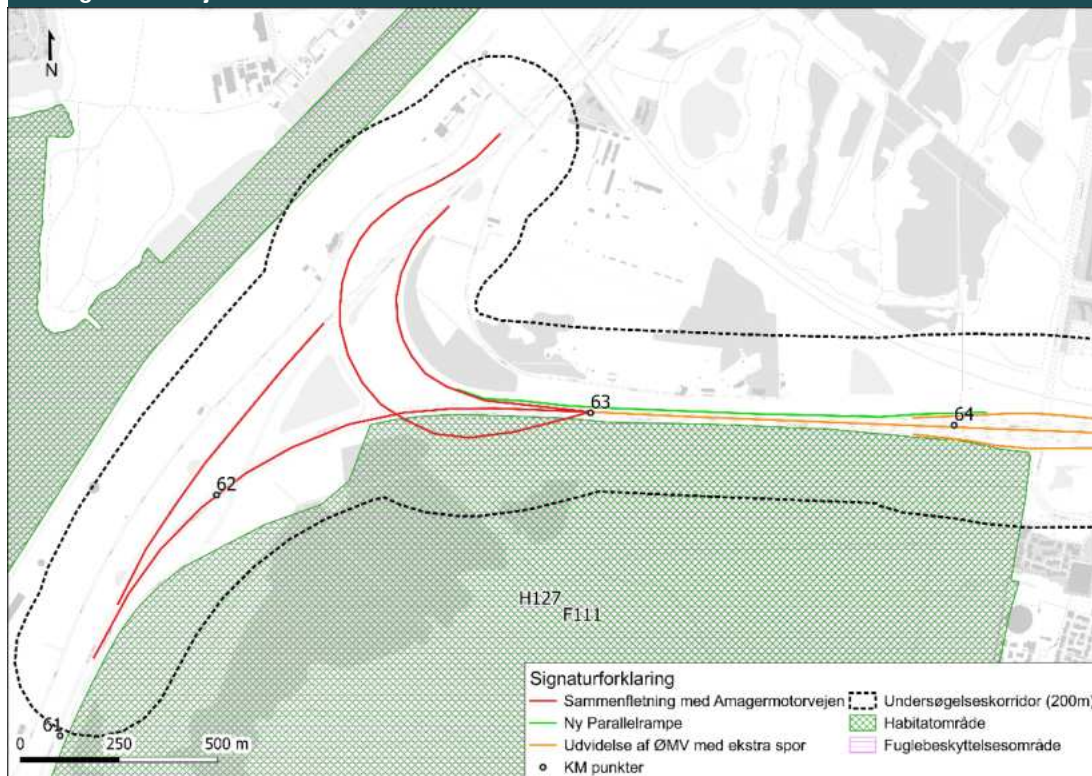 N
63
64
62
H127
F111
61
0 250 500 m
Signaturforklaring
Sammenfletning med Amagermotorvejen
Ny Parallelrampe
Udvidelse af ØMV med ekstra spor
KM punkter
Undersøgelseskorridor (200m)
Habitatområde
Fuglebeskyttelsesområde